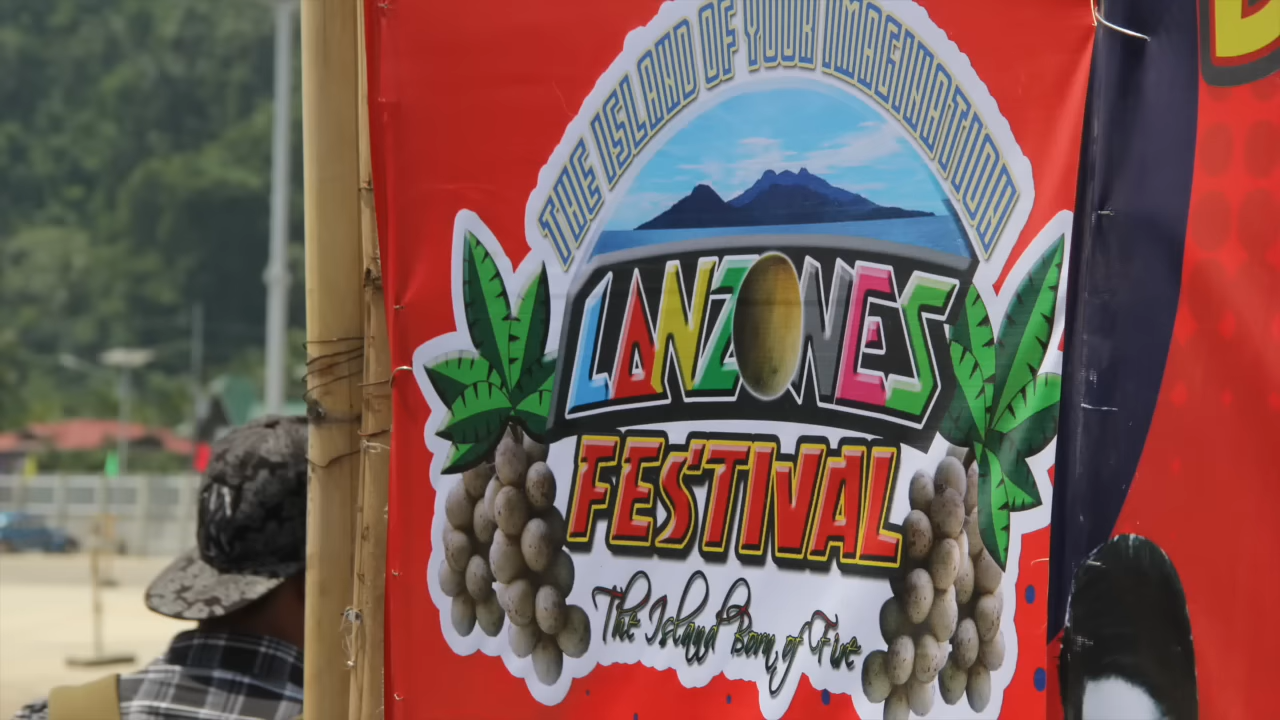 THE ISLAND OF YOUR IMAGINATION
LANZONES
FESTIVAL
The Island Born of Fire